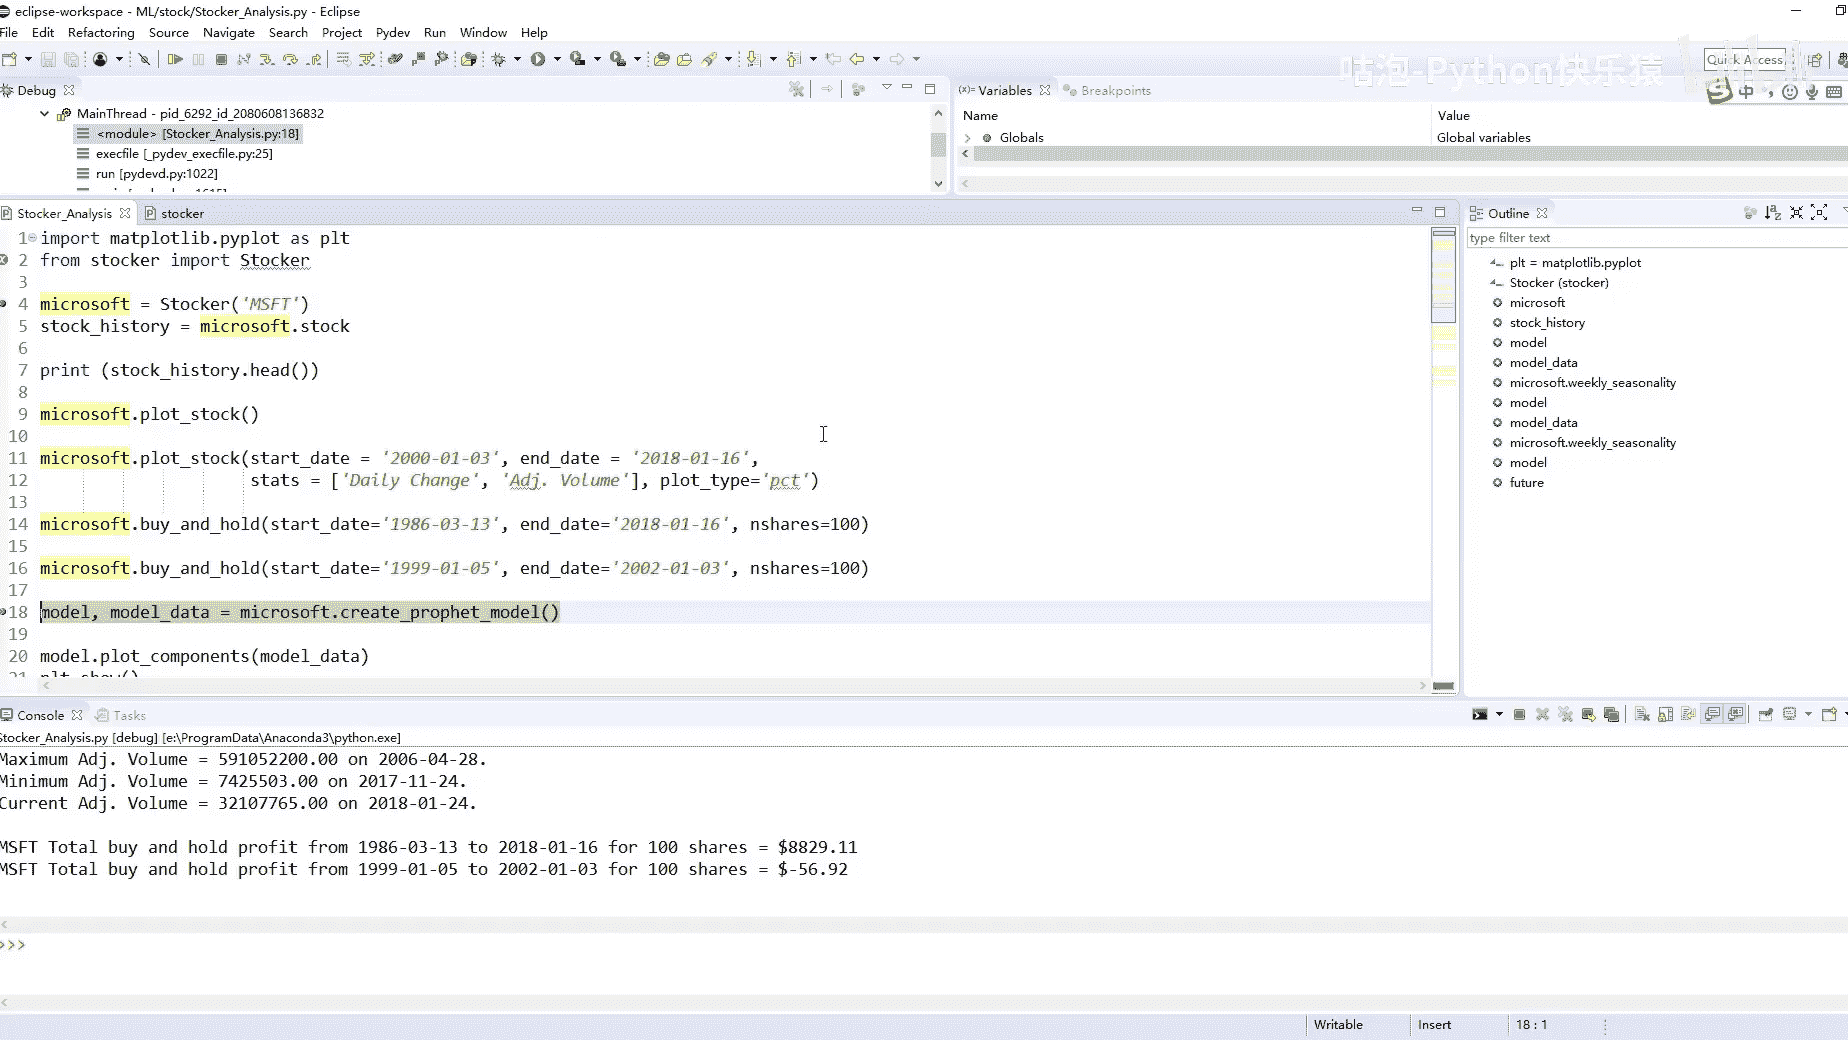 eclipse-workspace - ML/stock/Stocker_Analysis.py - Eclipse
File Edit Refactoring Source Navigate Search Project Pydev Run Window Help
咕泡-Python快乐猿
Quick Access
中
Debug
(x)= Variables Breakpoints
MainThread - pid_6292_id_2080608136832
<module> [Stocker_Analysis.py:18]
execfile [_pydev_execfile.py:25]
run [pydevd.py:1022]
Name Value
Globals Global variables
Stocker_Analysis stocker
1 import matplotlib.pyplot as plt
2 from stocker import Stocker
3
4 microsoft = Stocker('MSFT')
5 stock_history = microsoft.stock
6
7 print (stock_history.head())
8
9 microsoft.plot_stock()
10
11 microsoft.plot_stock(start_date = '2000-01-03', end_date = '2018-01-16',
12 stats = ['Daily Change', 'Adj. Volume'], plot_type='pct')
13
14 microsoft.buy_and_hold(start_date='1986-03-13', end_date='2018-01-16', nshares=100)
15
16 microsoft.buy_and_hold(start_date='1999-01-05', end_date='2002-01-03', nshares=100)
17
18 model, model_data = microsoft.create_prophet_model()
19
20 model.plot_components(model_data)
21 plt.show()
Outline
type filter text
plt = matplotlib.pyplot
Stocker (stocker)
microsoft
stock_history
model
model_data
microsoft.weekly_seasonality
model
model_data
microsoft.weekly_seasonality
model
future
Console Tasks
Stocker_Analysis.py [debug] [e:\ProgramData\Anaconda3\python.exe]
Maximum Adj. Volume = 591052200.00 on 2006-04-28.
Minimum Adj. Volume = 7425503.00 on 2017-11-24.
Current Adj. Volume = 32107765.00 on 2018-01-24.
MSFT Total buy and hold profit from 1986-03-13 to 2018-01-16 for 100 shares = $8829.11
MSFT Total buy and hold profit from 1999-01-05 to 2002-01-03 for 100 shares = $-56.92
>>>
Writable Insert 18 : 1